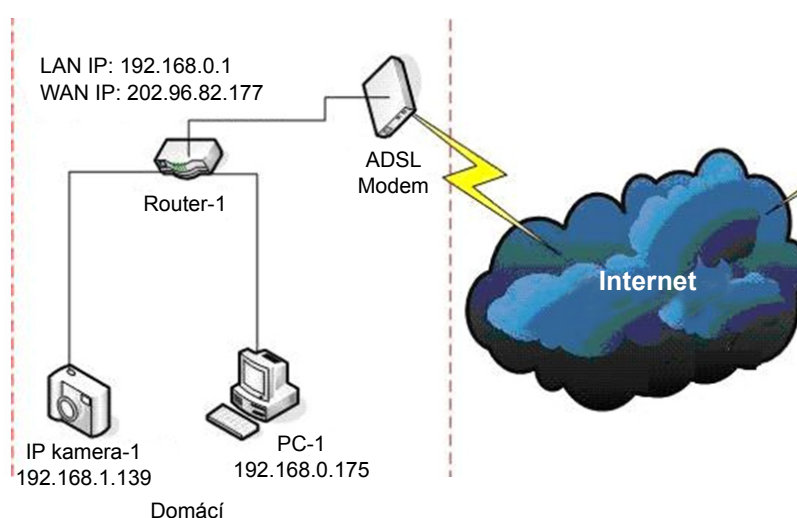 LAN IP: 192.168.0.1
WAN IP: 202.96.82.177
ADSL
Modem
Router-1
Internet
IP kamera-1
192.168.1.139
PC-1
192.168.0.175
Domácí